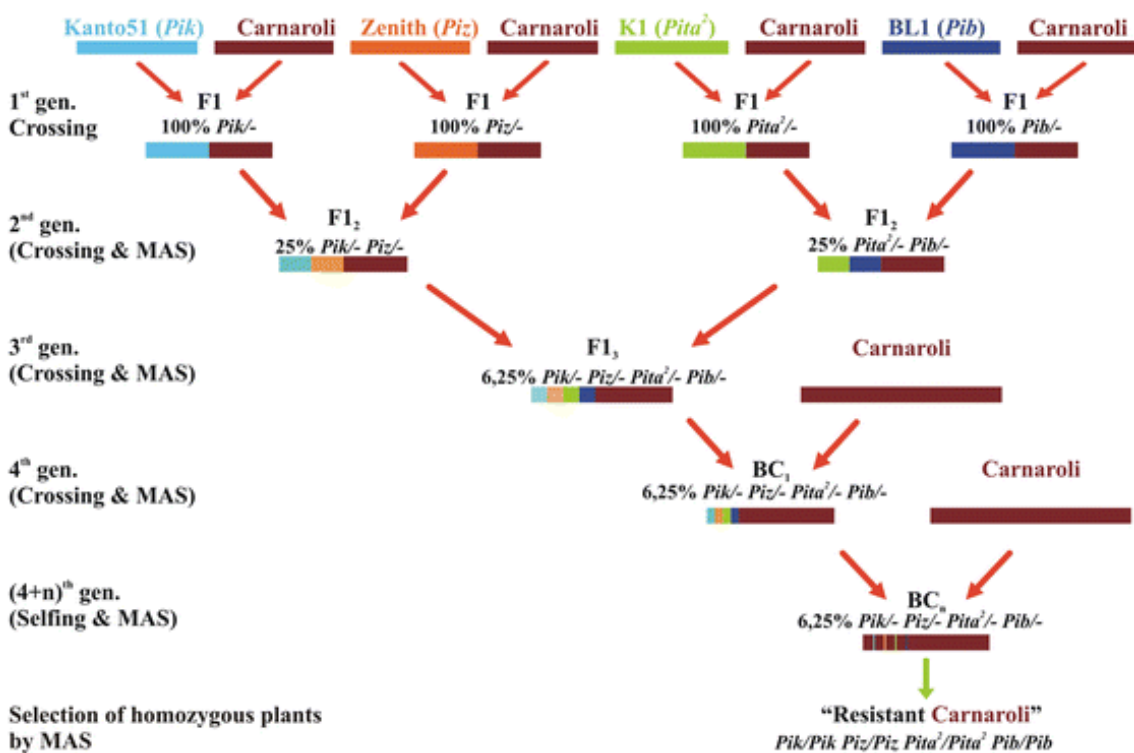 Kanto51 (Pik) Carnaroli Zenith (Piz) Carnaroli K1 (Pita²) Carnaroli BL1 (Pib) Carnaroli
1st gen.
Crossing
F1 F1 F1 F1
100% Pik/- 100% Piz/- 100% Pita²/- 100% Pib/-
2nd gen.
(Crossing & MAS)
F1₂ F1₂
25% Pik/- Piz/- 25% Pita²/- Pib/-
3rd gen.
(Crossing & MAS)
F1₃ Carnaroli
6,25% Pik/- Piz/- Pita²/- Pib/-
4th gen.
(Crossing & MAS)
BC₁ Carnaroli
6,25% Pik/- Piz/- Pita²/- Pib/-
(4+n)th gen.
(Selfing & MAS)
BCₙ
6,25% Pik/- Piz/- Pita²/- Pib/-
Selection of homozygous plants
by MAS
“Resistant Carnaroli”
Pik/Pik Piz/Piz Pita²/Pita² Pib/Pib